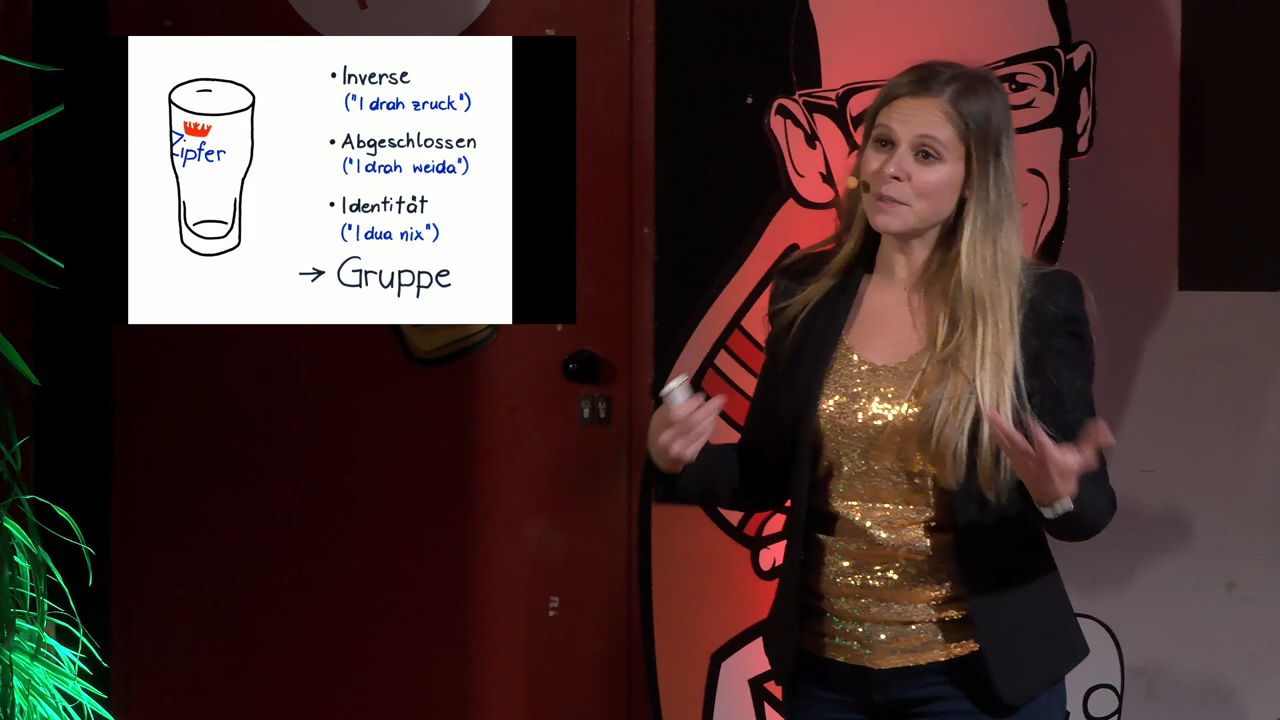 Zipfer
• Inverse
("I drah zruck")
• Abgeschlossen
("I drah weida")
• Identität
("I dua nix")
→ Gruppe